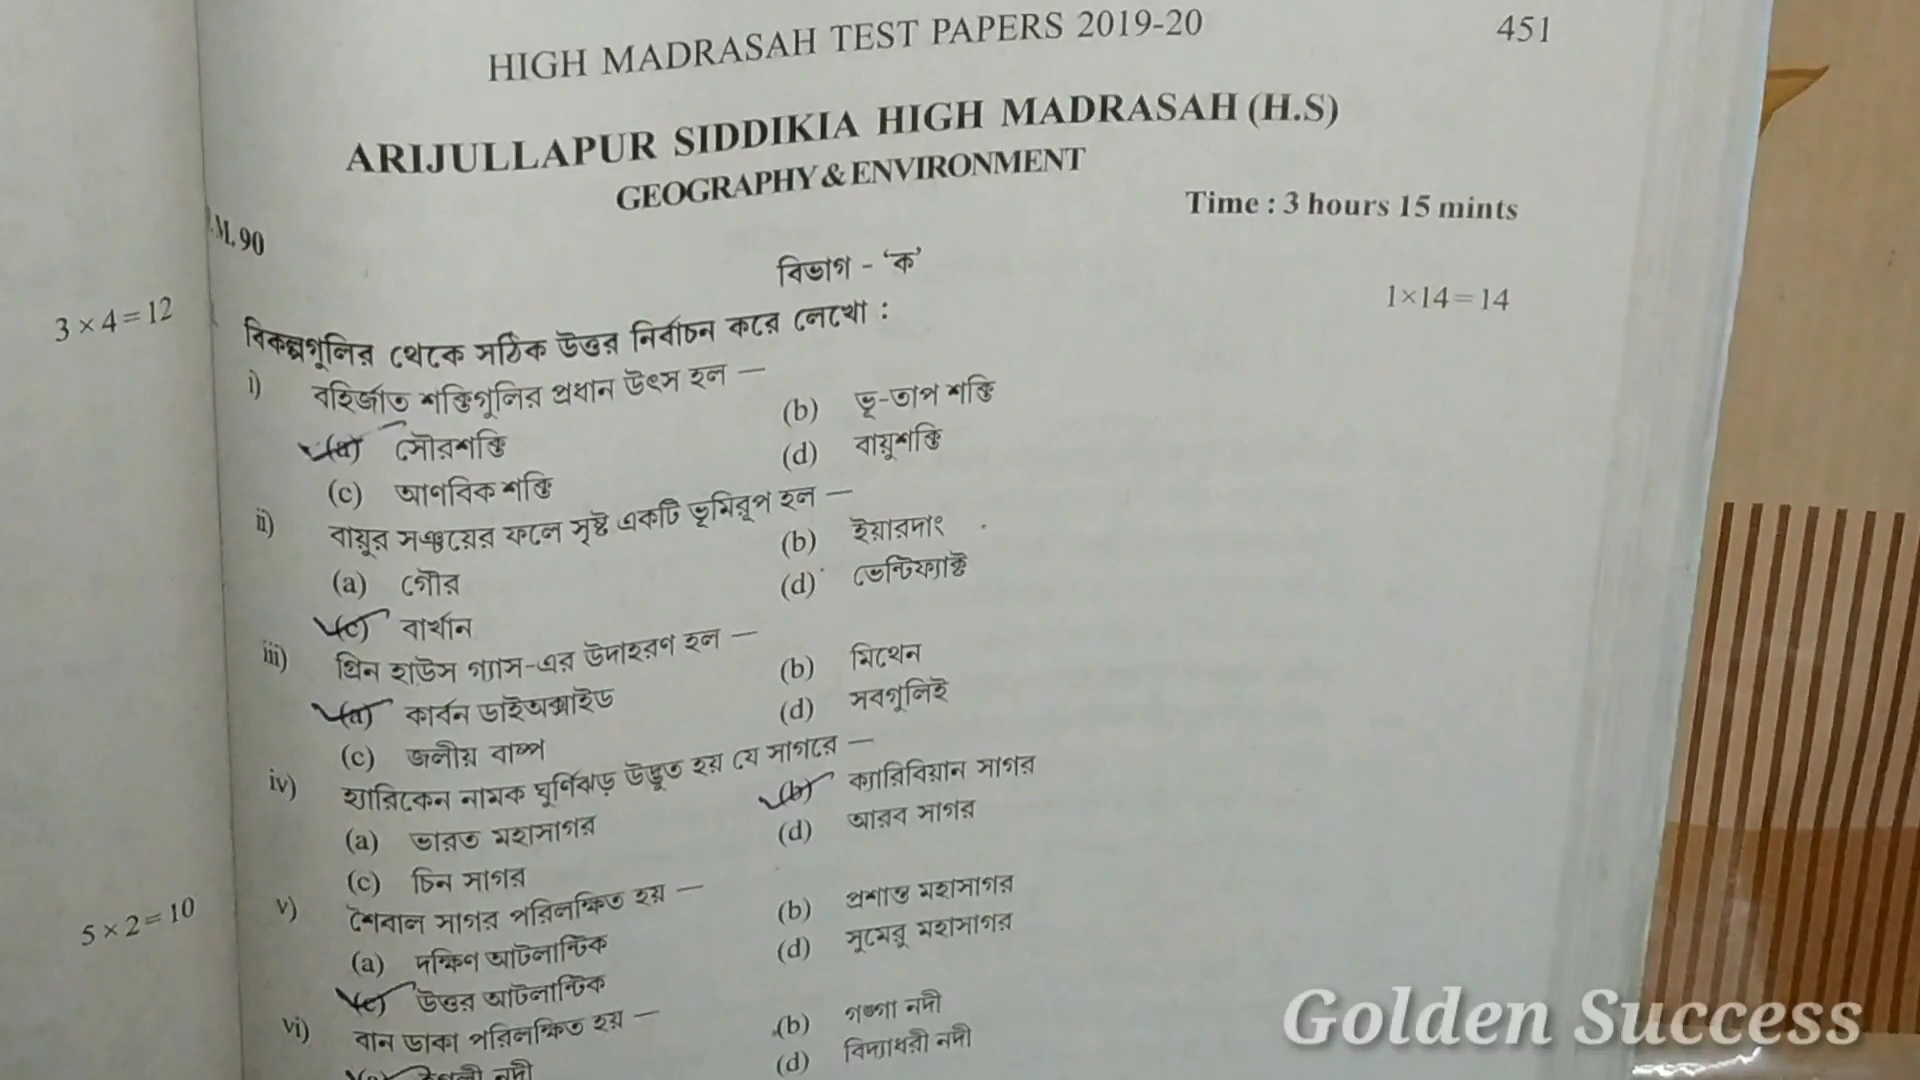 HIGH MADRASAH TEST PAPERS 2019-20 451
ARIJULLAPUR SIDDIKIA HIGH MADRASAH (H.S)
GEOGRAPHY & ENVIRONMENT
.M. 90 Time : 3 hours 15 mints
বিভাগ - ‘ক’
3 × 4 = 12
বিকল্পগুলির থেকে সঠিক উত্তর নির্বাচন করে লেখো : 1×14=14
i) বহির্জাত শক্তিগুলির প্রধান উৎস হল —
(a) সৌরশক্তি (b) ভূ-তাপ শক্তি
(c) আণবিক শক্তি (d) বায়ুশক্তি
ii) বায়ুর সঞ্চয়ের ফলে সৃষ্ট একটি ভূমিরূপ হল —
(a) গৌর (b) ইয়ারদাং
(c) বার্খান (d) ভেন্টিফ্যাক্ট
iii) গ্রিন হাউস গ্যাস-এর উদাহরণ হল —
(a) কার্বন ডাইঅক্সাইড (b) মিথেন
(c) জলীয় বাষ্প (d) সবগুলিই
iv) হ্যারিকেন নামক ঘূর্ণিঝড় উদ্ভূত হয় যে সাগরে —
(a) ভারত মহাসাগর (b) ক্যারিবিয়ান সাগর
(c) চিন সাগর (d) আরব সাগর
5 × 2 = 10
v) শৈবাল সাগর পরিলক্ষিত হয় —
(a) দক্ষিণ আটলান্টিক (b) প্রশান্ত মহাসাগর
(c) উত্তর আটলান্টিক (d) সুমেরু মহাসাগর
vi) বান ডাকা পরিলক্ষিত হয় —
(b) গঙ্গা নদী
নদী (d) বিদ্যাধরী নদী
Golden Success